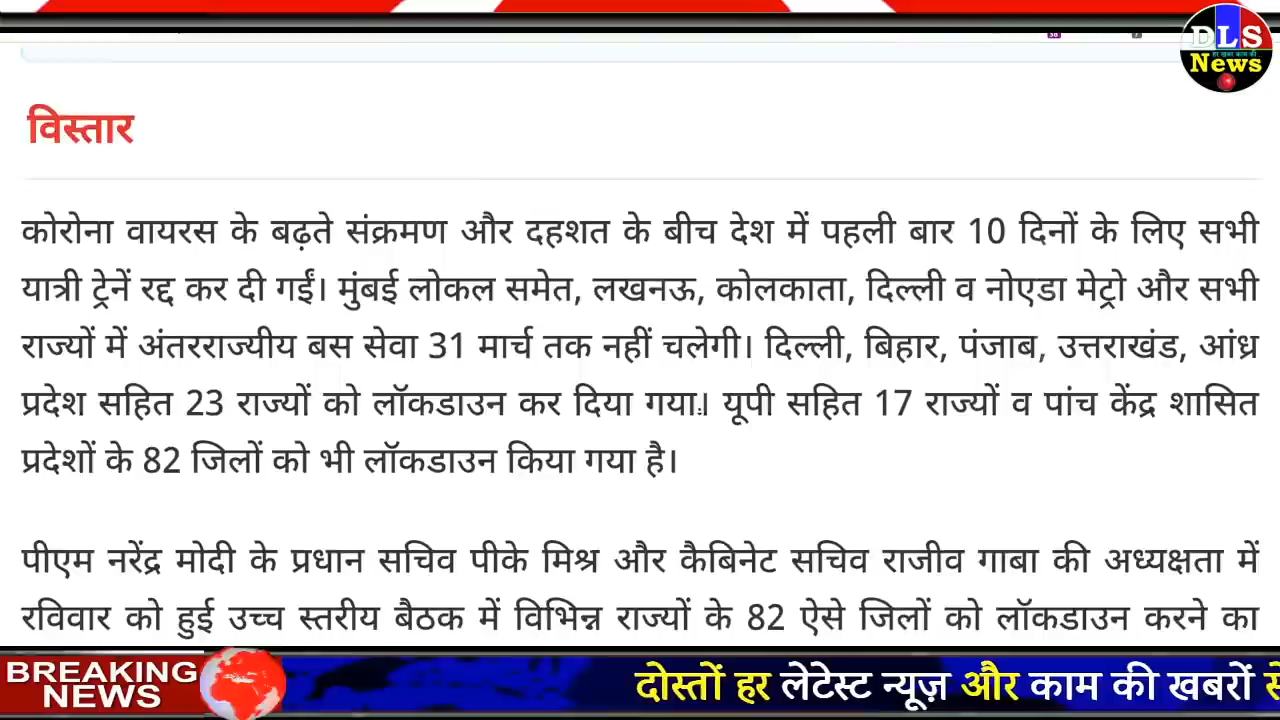 DLS
हर खबर काम की
News
विस्तार
कोरोना वायरस के बढ़ते संक्रमण और दहशत के बीच देश में पहली बार 10 दिनों के लिए सभी
यात्री ट्रेनें रद्द कर दी गईं। मुंबई लोकल समेत, लखनऊ, कोलकाता, दिल्ली व नोएडा मेट्रो और सभी
राज्यों में अंतरराज्यीय बस सेवा 31 मार्च तक नहीं चलेगी। दिल्ली, बिहार, पंजाब, उत्तराखंड, आंध्र
प्रदेश सहित 23 राज्यों को लॉकडाउन कर दिया गया। यूपी सहित 17 राज्यों व पांच केंद्र शासित
प्रदेशों के 82 जिलों को भी लॉकडाउन किया गया है।
पीएम नरेंद्र मोदी के प्रधान सचिव पीके मिश्र और कैबिनेट सचिव राजीव गाबा की अध्यक्षता में
रविवार को हुई उच्च स्तरीय बैठक में विभिन्न राज्यों के 82 ऐसे जिलों को लॉकडाउन करने का
BREAKING
NEWS
दोस्तों हर लेटेस्ट न्यूज़ और काम की खबरों से